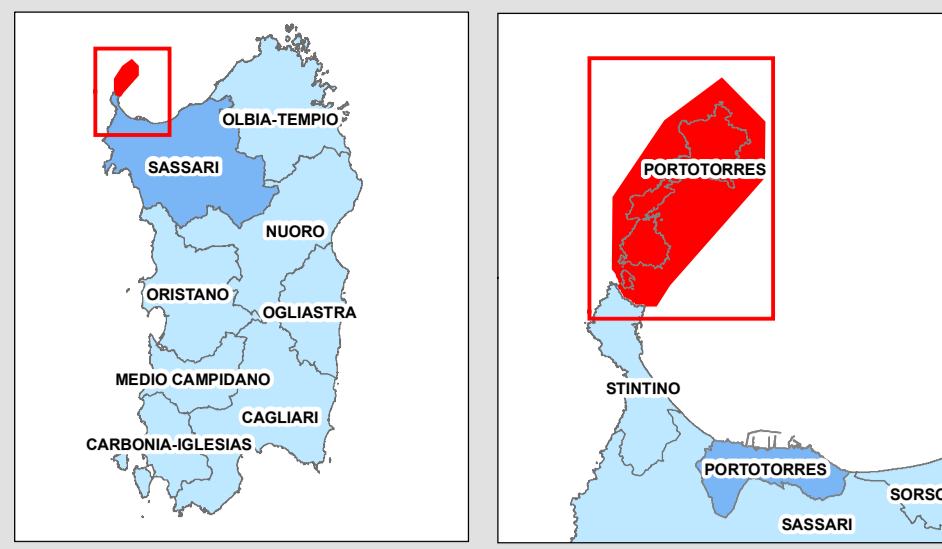 OLBIA-TEMPIO
SASSARI
NUORO
ORISTANO
OGLIASTRA
MEDIO CAMPIDANO
CAGLIARI
CARBONIA-IGLESIAS
PORTOTORRES
STINTINO
PORTOTORRES
SORSO
SASSARI